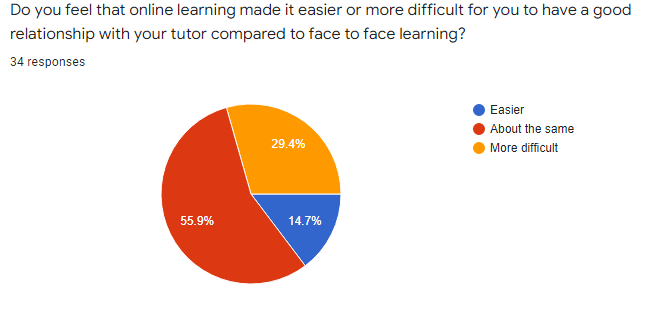 Do you feel that online learning made it easier or more difficult for you to have a good
relationship with your tutor compared to face to face learning?
34 responses
Easier
About the same
More difficult
29.4%
55.9%
14.7%